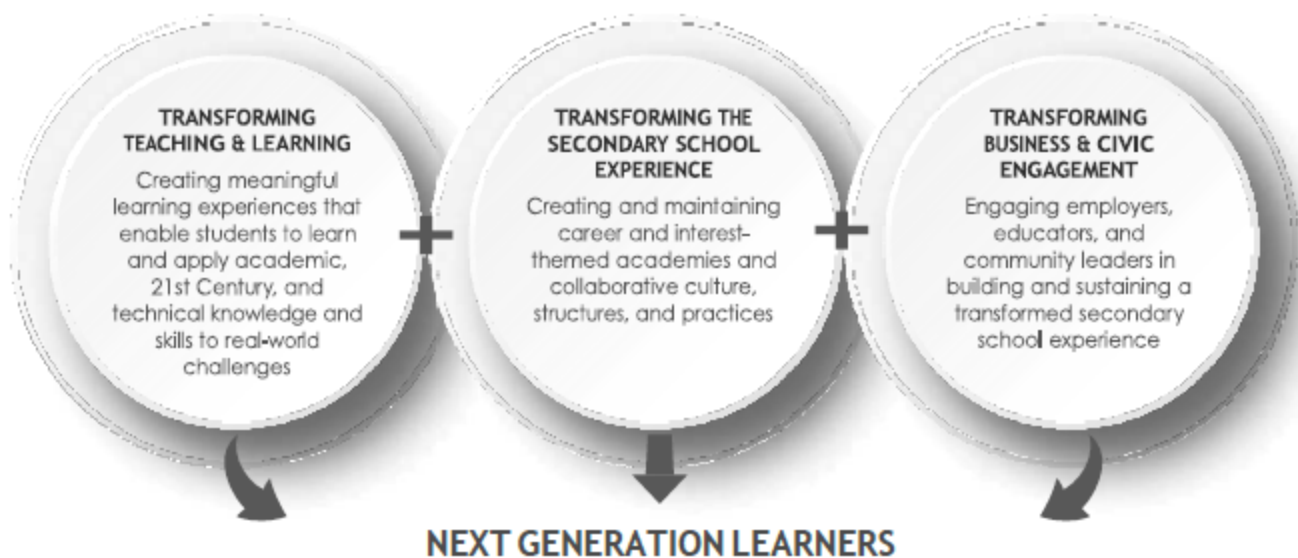 TRANSFORMING
TEACHING & LEARNING
Creating meaningful
learning experiences that
enable students to learn
and apply academic,
21st Century, and
technical knowledge and
skills to real-world
challenges
TRANSFORMING THE
SECONDARY SCHOOL
EXPERIENCE
Creating and maintaining
career and interest-
themed academies and
collaborative culture,
structures, and practices
TRANSFORMING
BUSINESS & CIVIC
ENGAGEMENT
Engaging employers,
educators, and
community leaders in
building and sustaining a
transformed secondary
school experience
NEXT GENERATION LEARNERS